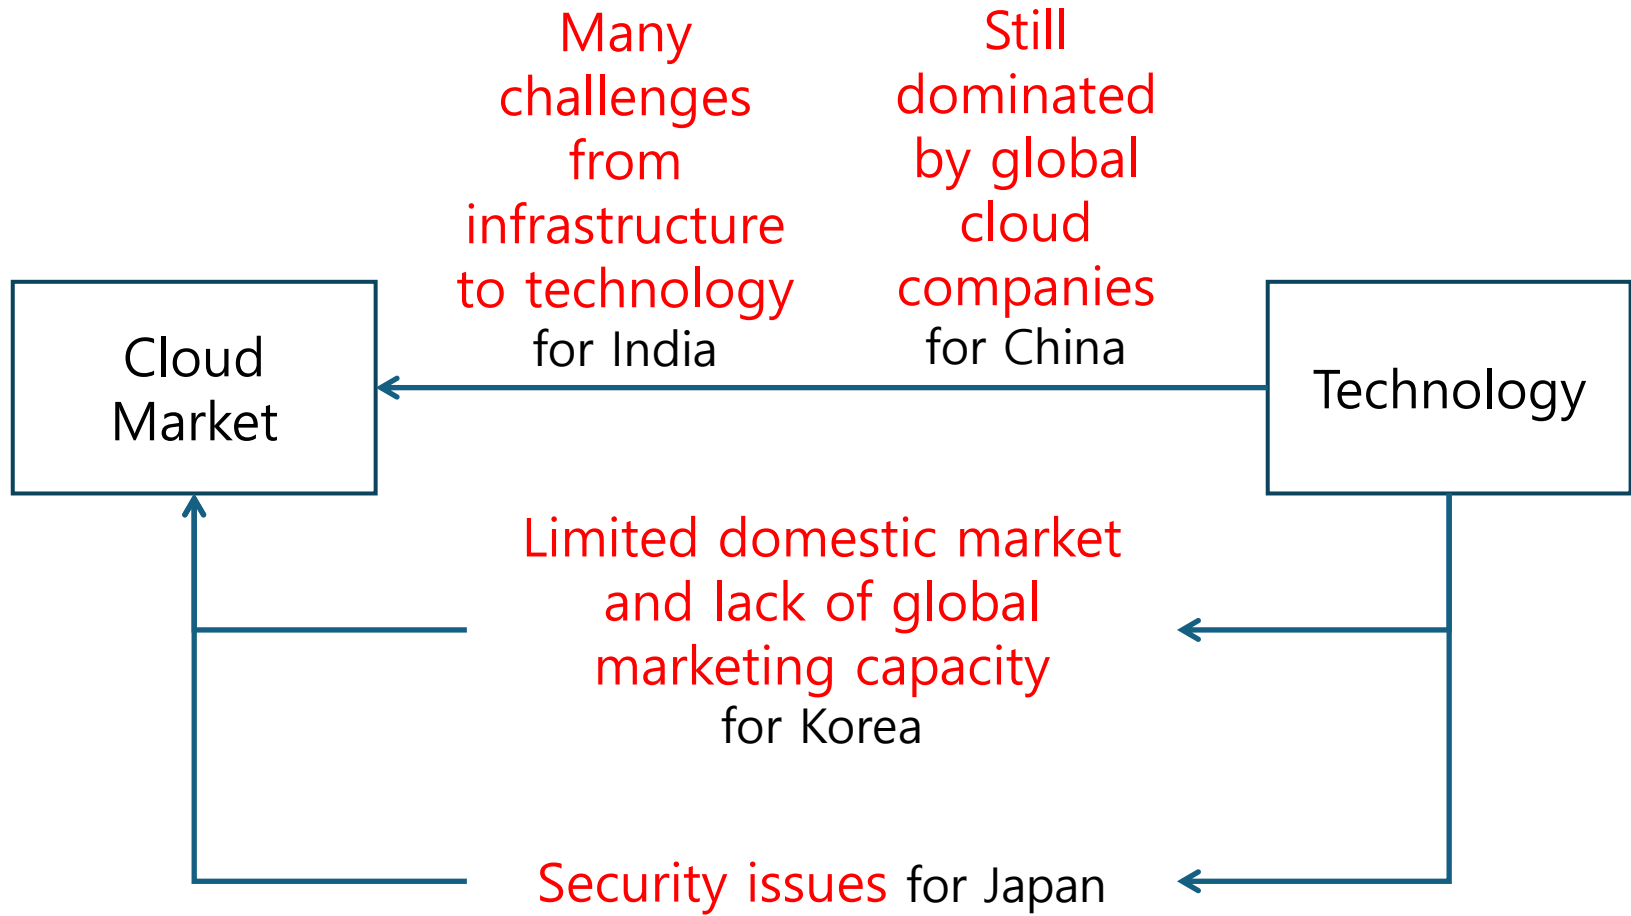 Many
challenges
from
infrastructure
to technology
for India
Still
dominated
by global
cloud
companies
for China
Cloud
Market
Technology
Limited domestic market
and lack of global
marketing capacity
for Korea
Security issues for Japan